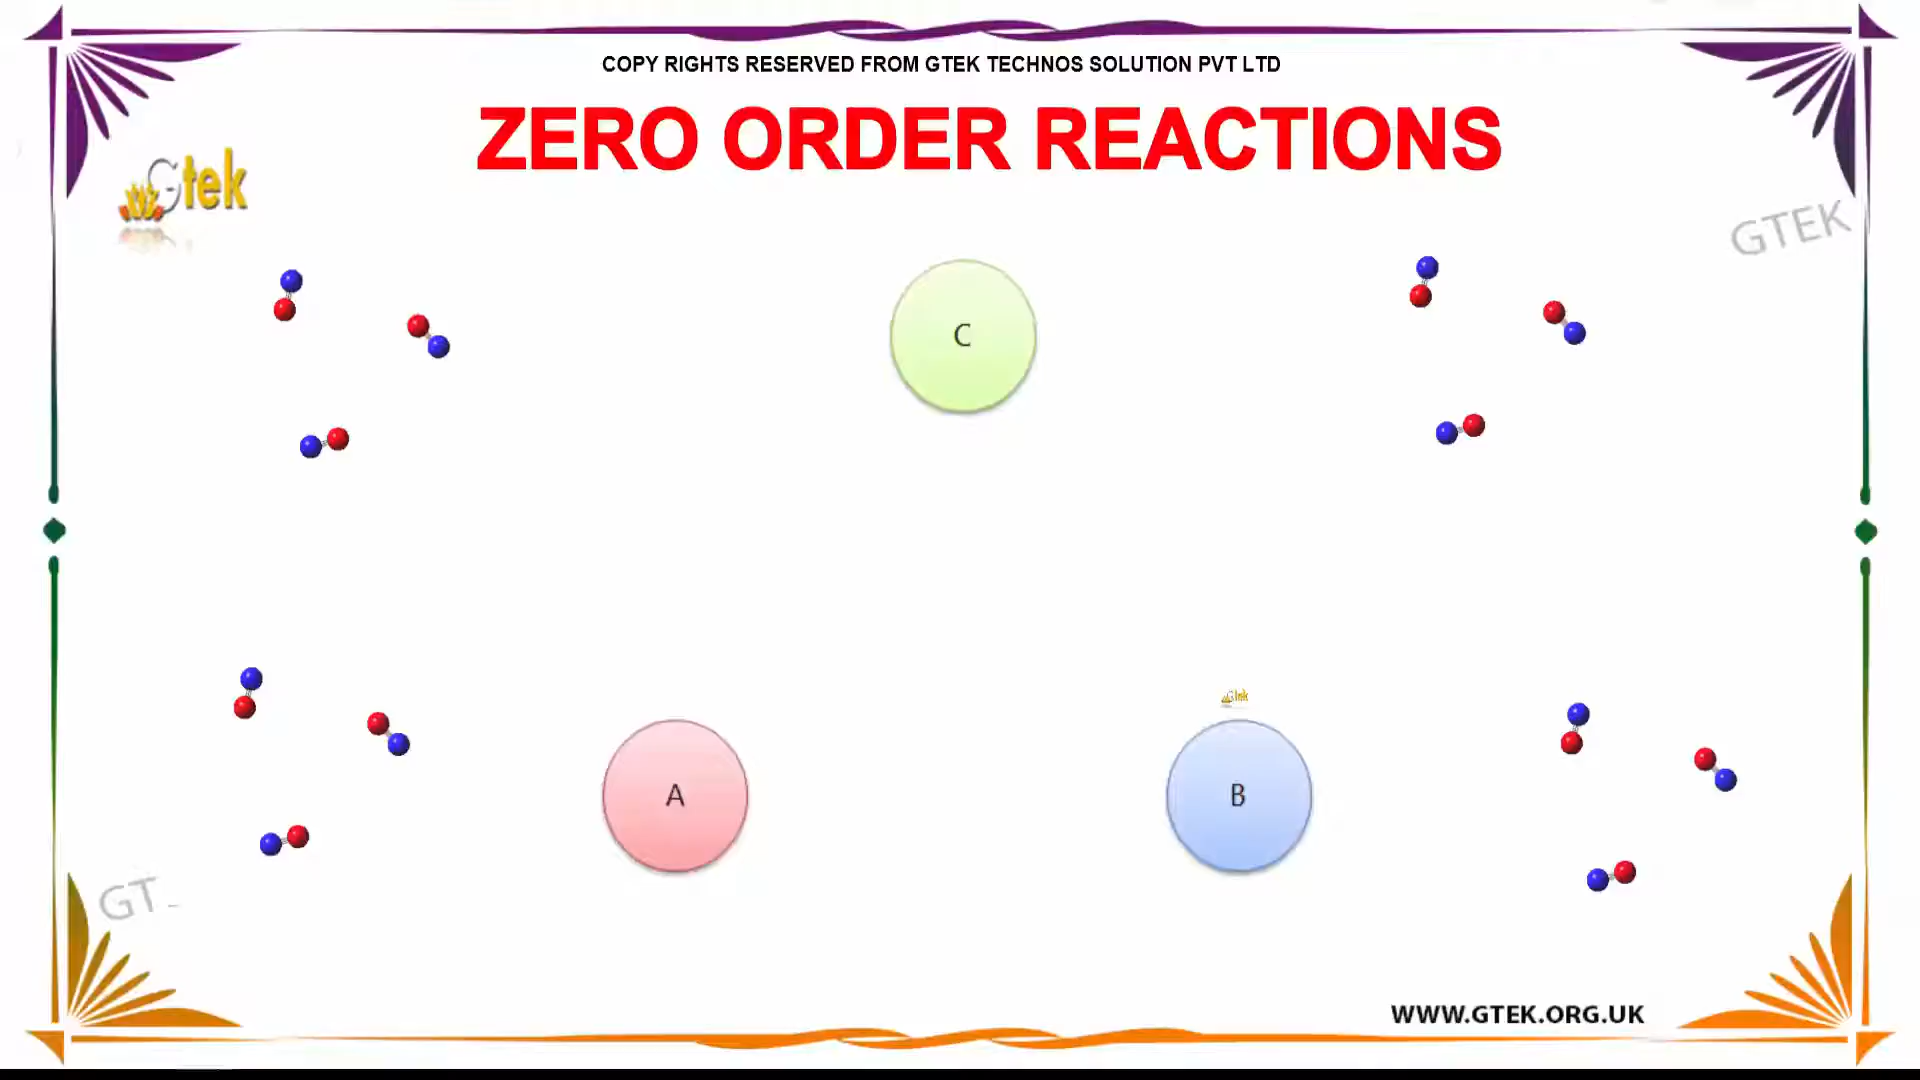 COPY RIGHTS RESERVED FROM GTEK TECHNOS SOLUTION PVT LTD
ZERO ORDER REACTIONS
Gtek
GTEK
C
Gtek
A
B
GT
WWW.GTEK.ORG.UK